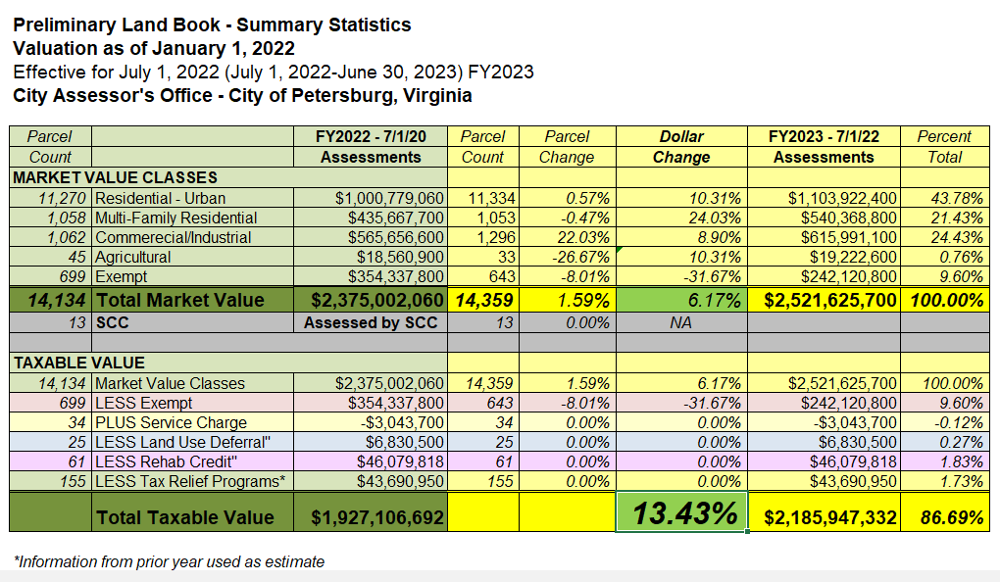 Preliminary Land Book - Summary Statistics
Valuation as of January 1, 2022
Effective for July 1, 2022 (July 1, 2022-June 30, 2023) FY2023
City Assessor's Office - City of Petersburg, Virginia
Parcel FY2022 - 7/1/20 Parcel Parcel Dollar FY2023 - 7/1/22 Percent
Count Assessments Count Change Change Assessments Total
MARKET VALUE CLASSES
11,270 Residential - Urban $1,000,779,060 11,334 0.57% 10.31% $1,103,922,400 43.78%
1,058 Multi-Family Residential $435,667,700 1,053 -0.47% 24.03% $540,368,800 21.43%
1,062 Commerecial/Industrial $565,656,600 1,296 22.03% 8.90% $615,991,100 24.43%
45 Agricultural $18,560,900 33 -26.67% 10.31% $19,222,600 0.76%
699 Exempt $354,337,800 643 -8.01% -31.67% $242,120,800 9.60%
14,134 Total Market Value $2,375,002,060 14,359 1.59% 6.17% $2,521,625,700 100.00%
13 SCC Assessed by SCC 13 0.00% NA
TAXABLE VALUE
14,134 Market Value Classes $2,375,002,060 14,359 1.59% 6.17% $2,521,625,700 100.00%
699 LESS Exempt $354,337,800 643 -8.01% -31.67% $242,120,800 9.60%
34 PLUS Service Charge -$3,043,700 34 0.00% 0.00% -$3,043,700 -0.12%
25 LESS Land Use Deferral" $6,830,500 25 0.00% 0.00% $6,830,500 0.27%
61 LESS Rehab Credit" $46,079,818 61 0.00% 0.00% $46,079,818 1.83%
155 LESS Tax Relief Programs* $43,690,950 155 0.00% 0.00% $43,690,950 1.73%
Total Taxable Value $1,927,106,692 13.43% $2,185,947,332 86.69%
*Information from prior year used as estimate